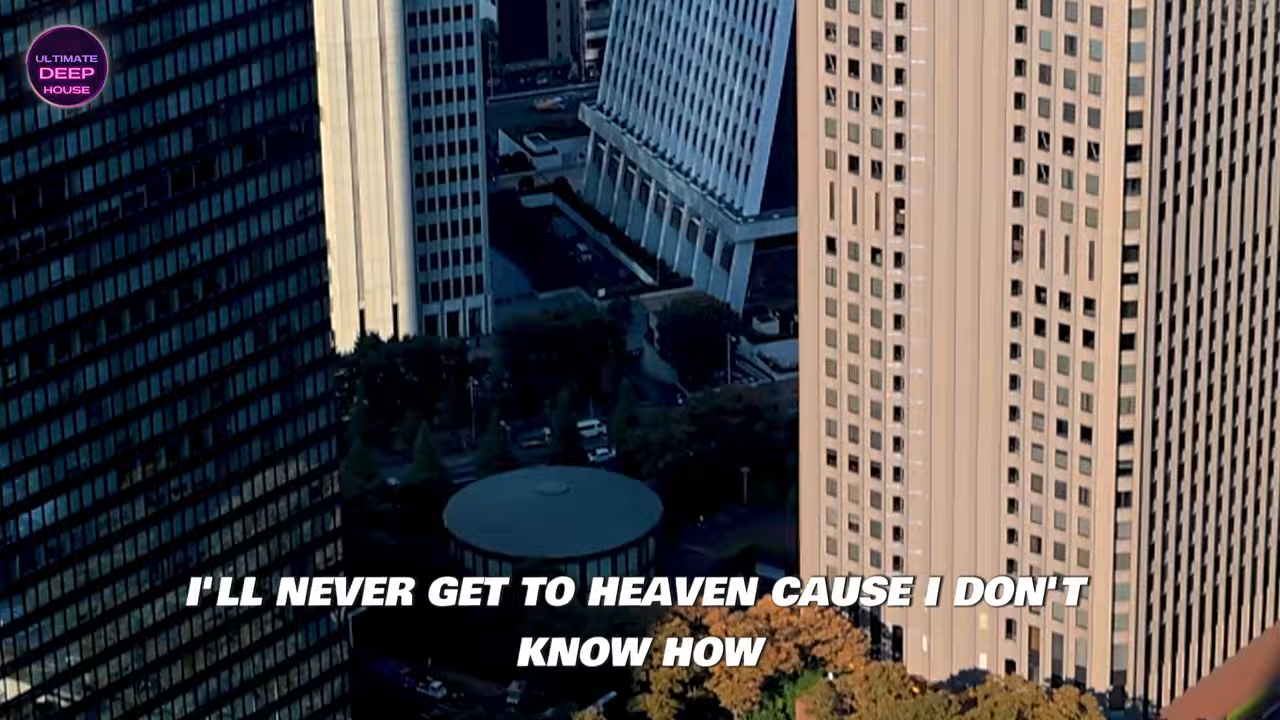 ULTIMATE
DEEP
HOUSE
I'LL NEVER GET TO HEAVEN CAUSE I DON'T
KNOW HOW